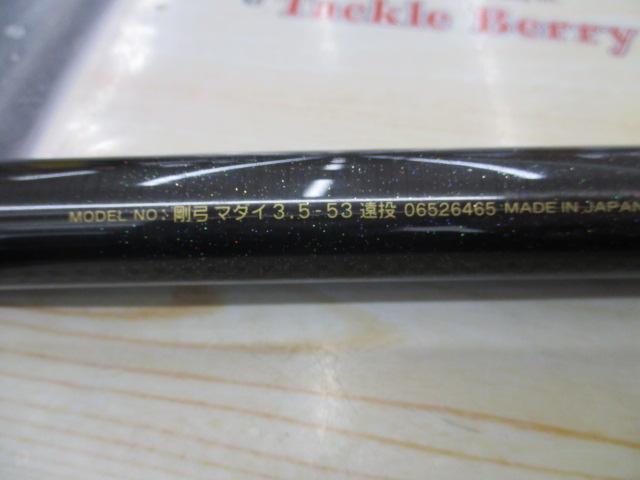 Tackle Berry
MODEL NO: 剛弓 マダイ 3.5-53 遠投 06526465 MADE IN JAPAN